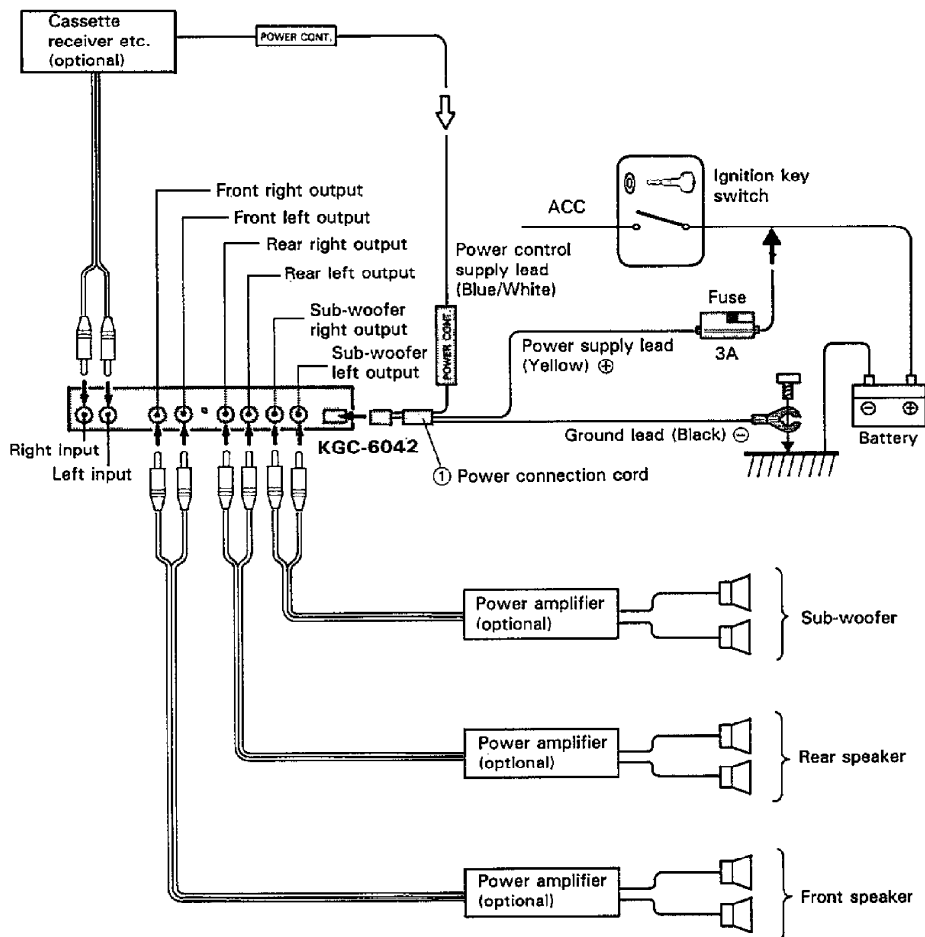 Cassette
receiver etc.
(optional)
POWER CONT.
Front right output
Front left output
Rear right output
Rear left output
Sub-woofer
right output
Sub-woofer
left output
Power control
supply lead
(Blue/White)
POWER CONT.
ACC
Ignition key
switch
Fuse
3A
Power supply lead
(Yellow) ⊕
Ground lead (Black) ⊖
⊖ ⊕
Battery
Right input
Left input
KGC-6042
① Power connection cord
Power amplifier
(optional)
Sub-woofer
Power amplifier
(optional)
Rear speaker
Power amplifier
(optional)
Front speaker